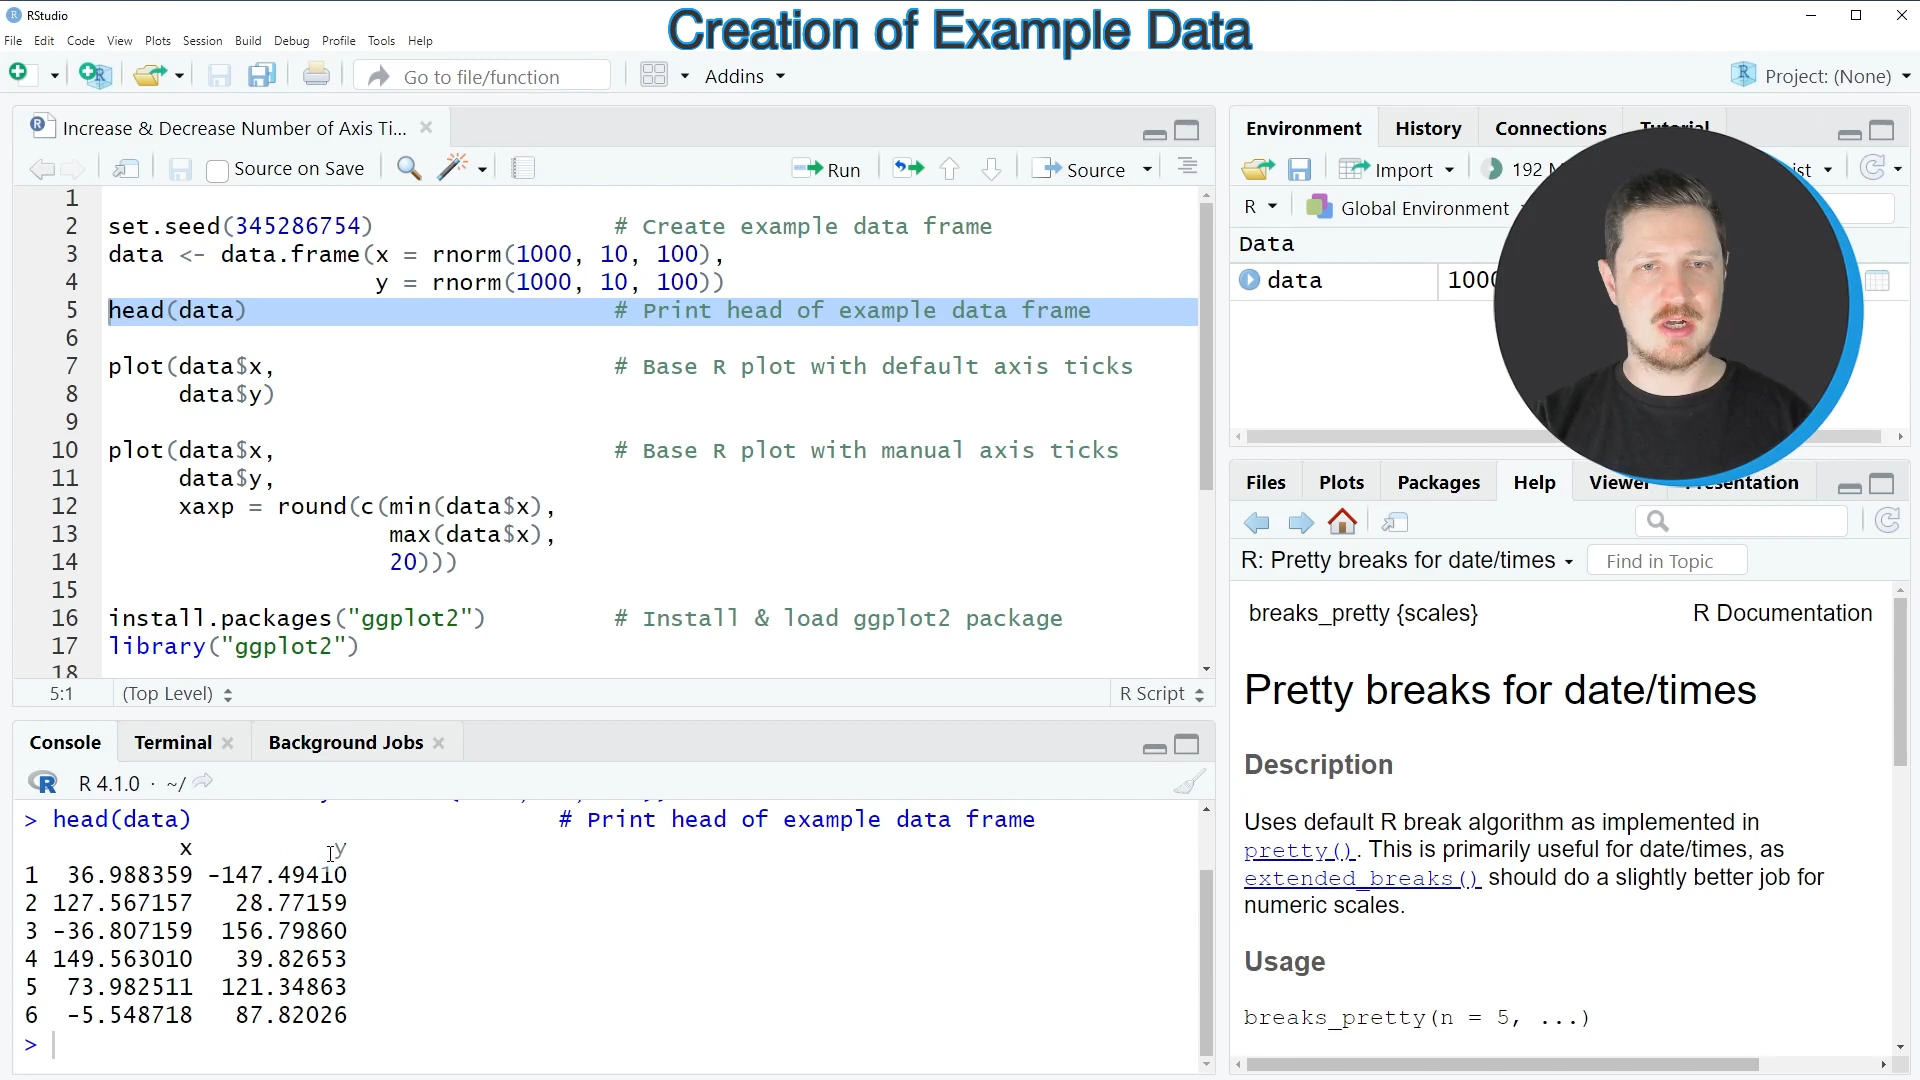 RStudio
Creation of Example Data
File Edit Code View Plots Session Build Debug Profile Tools Help
Go to file/function
Addins
Project: (None)
Increase & Decrease Number of Axis Ti...
Source on Save
Run
Source
1
2 set.seed(345286754) # Create example data frame
3 data <- data.frame(x = rnorm(1000, 10, 100),
4 y = rnorm(1000, 10, 100))
5 head(data) # Print head of example data frame
6
7 plot(data$x, # Base R plot with default axis ticks
8 data$y)
9
10 plot(data$x, # Base R plot with manual axis ticks
11 data$y,
12 xaxp = round(c(min(data$x),
13 max(data$x),
14 20)))
15
16 install.packages("ggplot2") # Install & load ggplot2 package
17 library("ggplot2")
18
5:1 (Top Level) R Script
Console Terminal Background Jobs
R 4.1.0 · ~/
> head(data) # Print head of example data frame
x y
1 36.988359 -147.49410
2 127.567157 28.77159
3 -36.807159 156.79860
4 149.563010 39.82653
5 73.982511 121.34863
6 -5.548718 87.82026
>
Environment History Connections Tutorial
Import 192
R Global Environment
Data
data 1000
Files Plots Packages Help Viewer Presentation
R: Pretty breaks for date/times Find in Topic
breaks_pretty {scales} R Documentation
Pretty breaks for date/times
Description
Uses default R break algorithm as implemented in
pretty(). This is primarily useful for date/times, as
extended_breaks() should do a slightly better job for
numeric scales.
Usage
breaks_pretty(n = 5, ...)